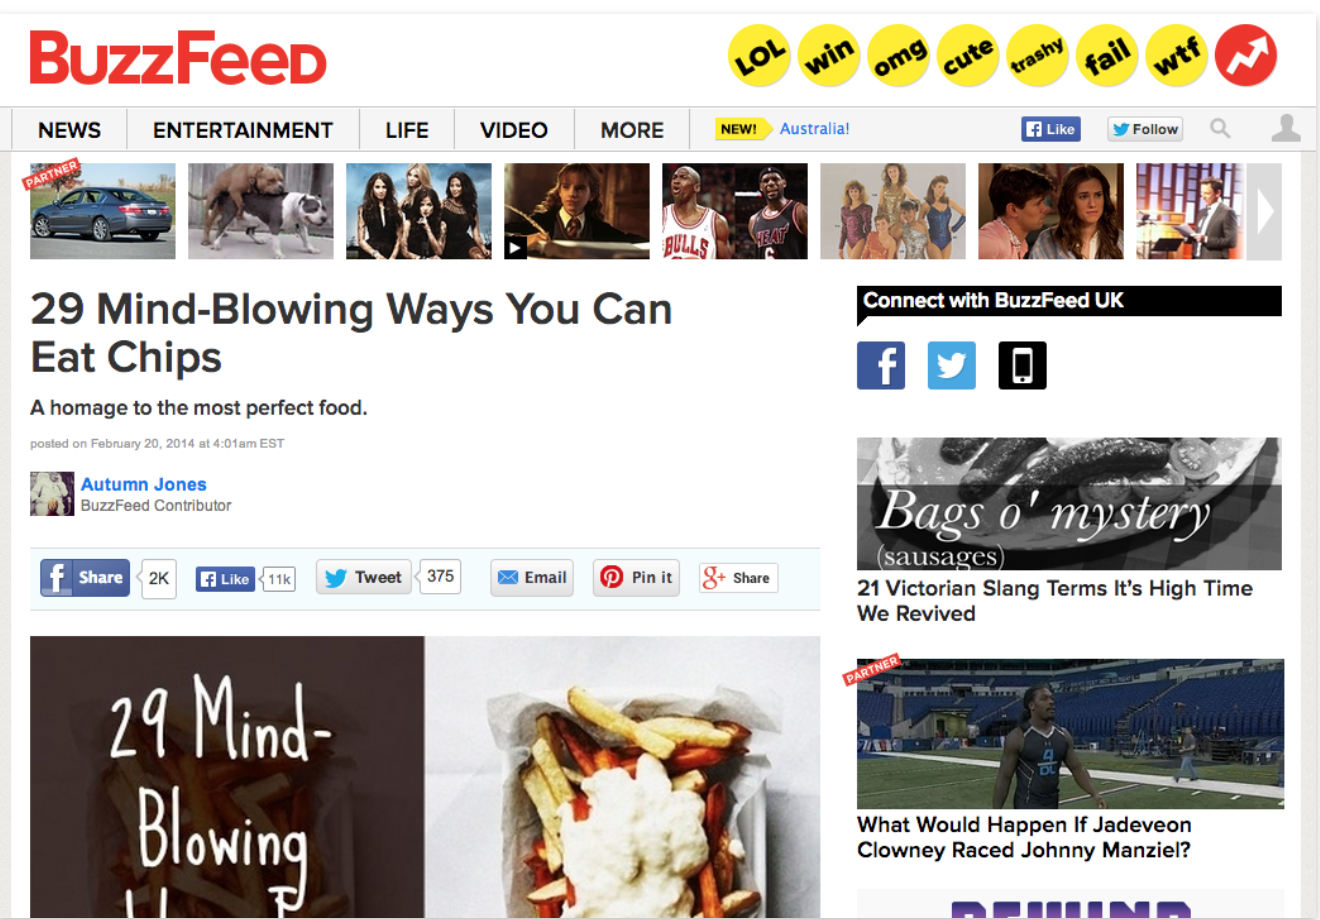 BuzzFeed
LOL
win
omg
cute
trashy
fail
wtf
NEWS
ENTERTAINMENT
LIFE
VIDEO
MORE
NEW!
Australia!
Like
Follow
PARTNER
BULLS
HEAT
6
29 Mind-Blowing Ways You Can
Eat Chips
A homage to the most perfect food.
posted on February 20, 2014 at 4:01am EST
Autumn Jones
BuzzFeed Contributor
Share
2K
Like
11k
Tweet
375
Email
Pin it
Share
29 Mind-
Blowing
Connect with BuzzFeed UK
Bags o' mystery
(sausages)
21 Victorian Slang Terms It's High Time
We Revived
PARTNER
4
DL
What Would Happen If Jadeveon
Clowney Raced Johnny Manziel?